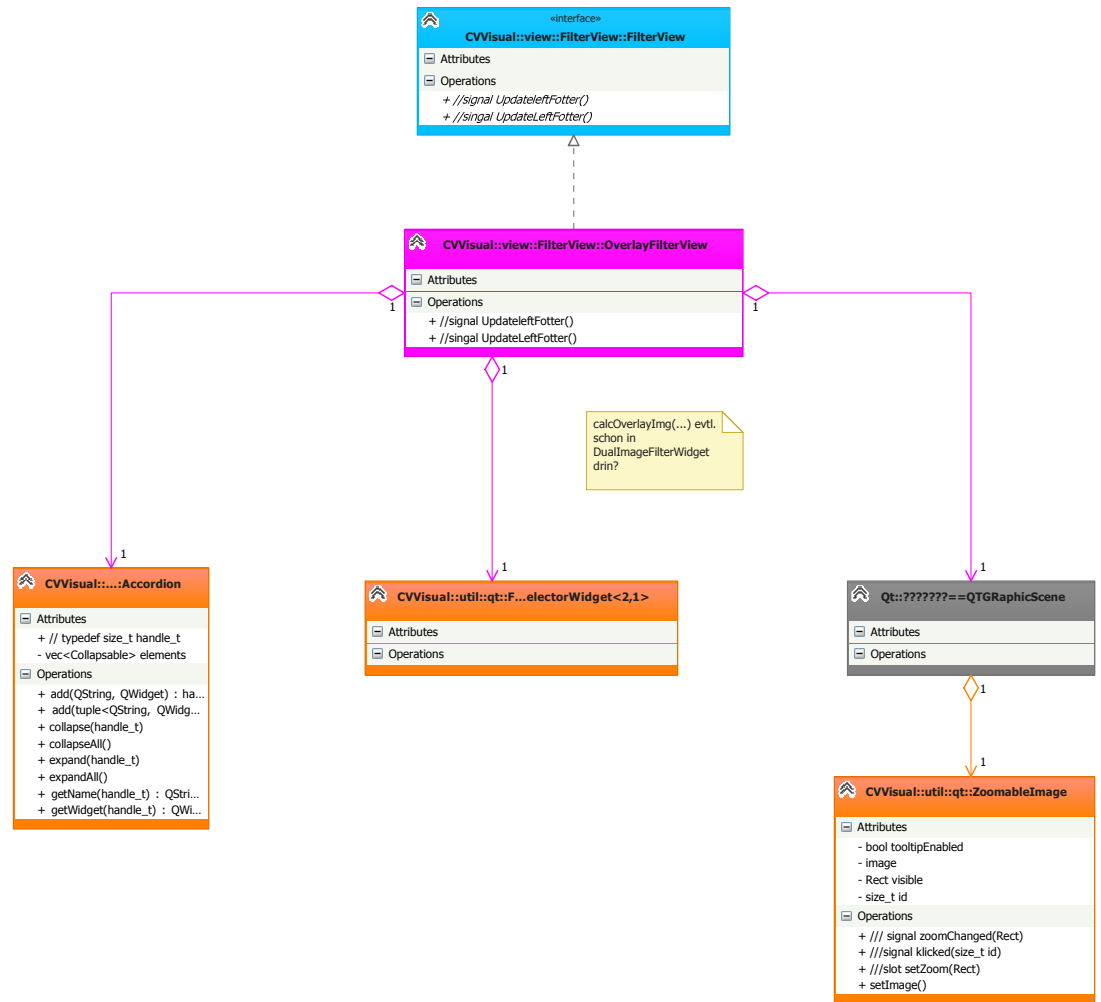 «interface»
CVVisual::view::FilterView::FilterView
Attributes
Operations
+ //signal UpdateleftFotter()
+ //singal UpdateLeftFotter()
CVVisual::view::FilterView::OverlayFilterView
Attributes
Operations
+ //signal UpdateleftFotter()
+ //singal UpdateLeftFotter()
1
1
1
calcOverlayImg(...) evtl.
schon in
DualImageFilterWidget
drin?
1
1
1
CVVisual::...:Accordion
Attributes
+ // typedef size_t handle_t
- vec<Collapsable> elements
Operations
+ add(QString, QWidget) : ha...
+ add(tuple<QString, QWidg...
+ collapse(handle_t)
+ collapseAll()
+ expand(handle_t)
+ expandAll()
+ getName(handle_t) : QStri...
+ getWidget(handle_t) : QWi...
CVVisual::util::qt::F...electorWidget<2,1>
Attributes
Operations
Qt::???????==QTGRaphicScene
Attributes
Operations
1
1
CVVisual::util::qt::ZoomableImage
Attributes
- bool tooltipEnabled
- image
- Rect visible
- size_t id
Operations
+ /// signal zoomChanged(Rect)
+ ///signal klicked(size_t id)
+ ///slot setZoom(Rect)
+ setImage()